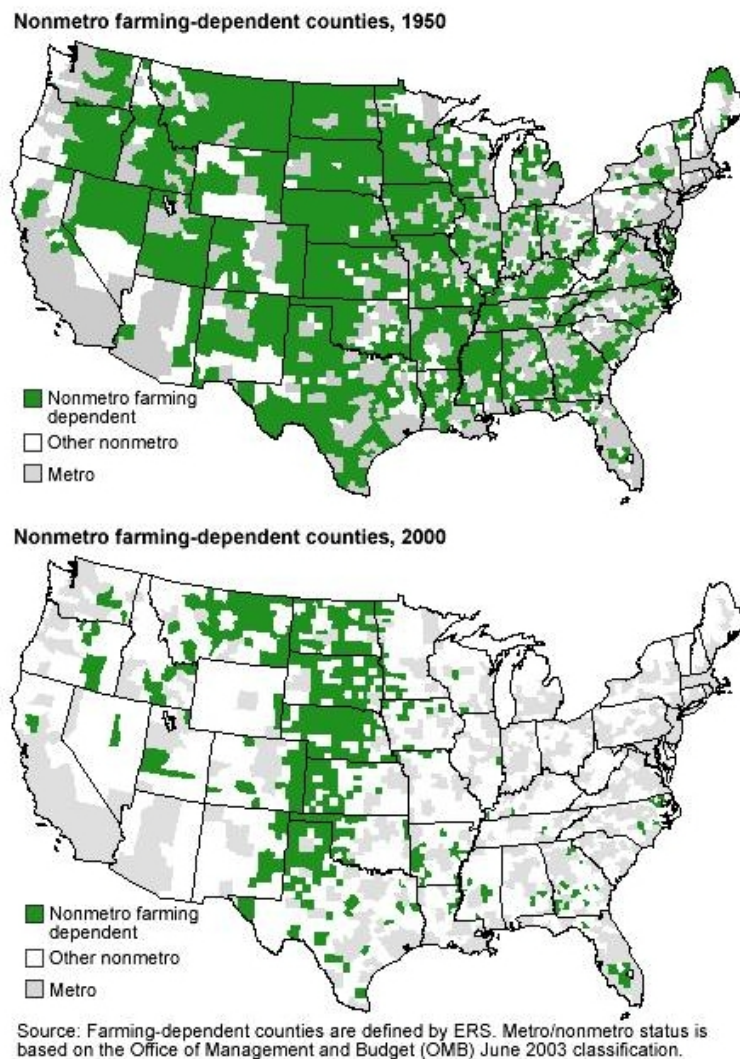 Nonmetro farming-dependent counties, 1950
Nonmetro farming
dependent
Other nonmetro
Metro
Nonmetro farming-dependent counties, 2000
Nonmetro farming
dependent
Other nonmetro
Metro
Source: Farming-dependent counties are defined by ERS. Metro/nonmetro status is
based on the Office of Management and Budget (OMB) June 2003 classification.